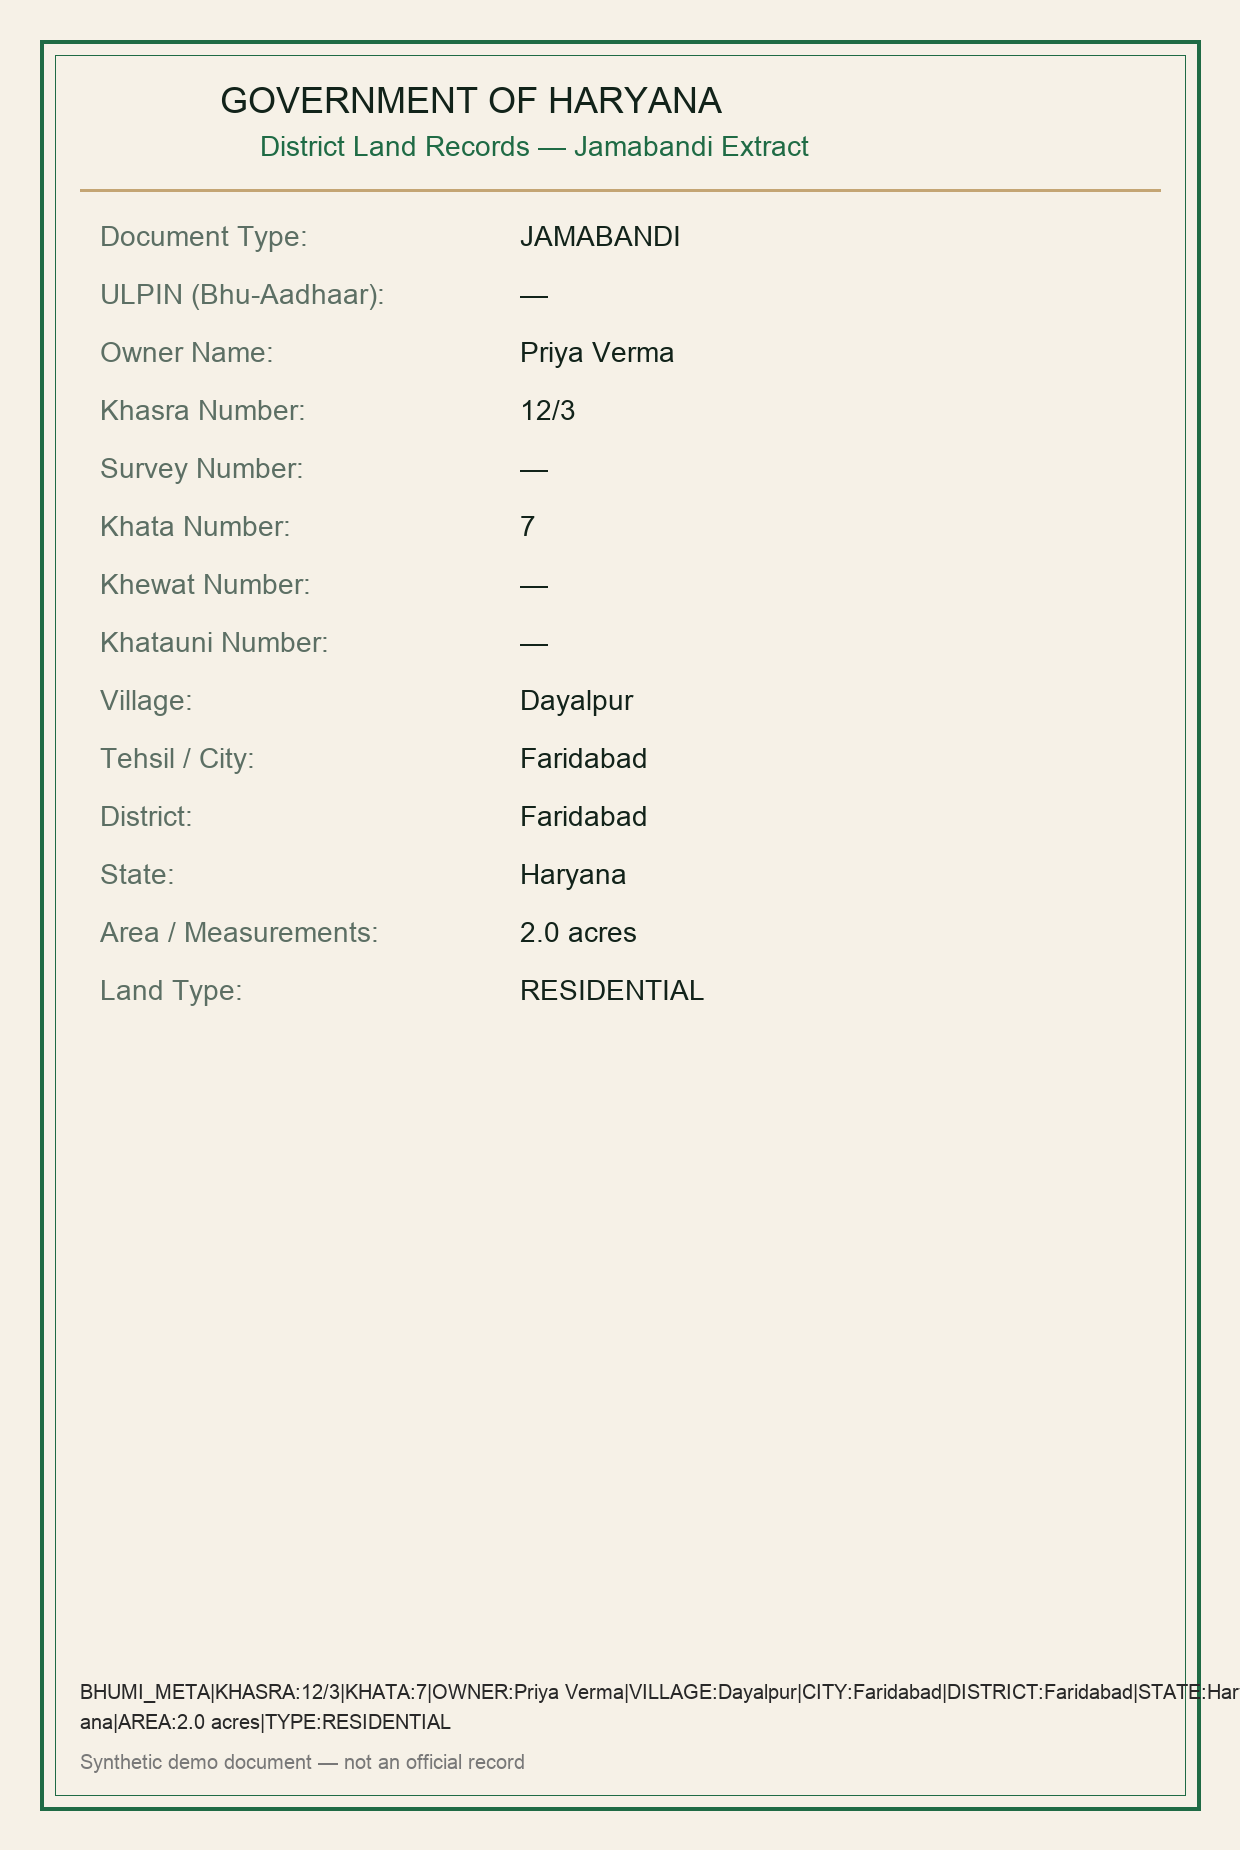 GOVERNMENT OF HARYANA
District Land Records — Jamabandi Extract
Document Type: JAMABANDI
ULPIN (Bhu-Aadhaar): —
Owner Name: Priya Verma
Khasra Number: 12/3
Survey Number: —
Khata Number: 7
Khewat Number: —
Khatauni Number: —
Village: Dayalpur
Tehsil / City: Faridabad
District: Faridabad
State: Haryana
Area / Measurements: 2.0 acres
Land Type: RESIDENTIAL
BHUMI_META|KHASRA:12/3|KHATA:7|OWNER:Priya Verma|VILLAGE:Dayalpur|CITY:Faridabad|DISTRICT:Faridabad|STATE:Har
ana|AREA:2.0 acres|TYPE:RESIDENTIAL
Synthetic demo document — not an official record